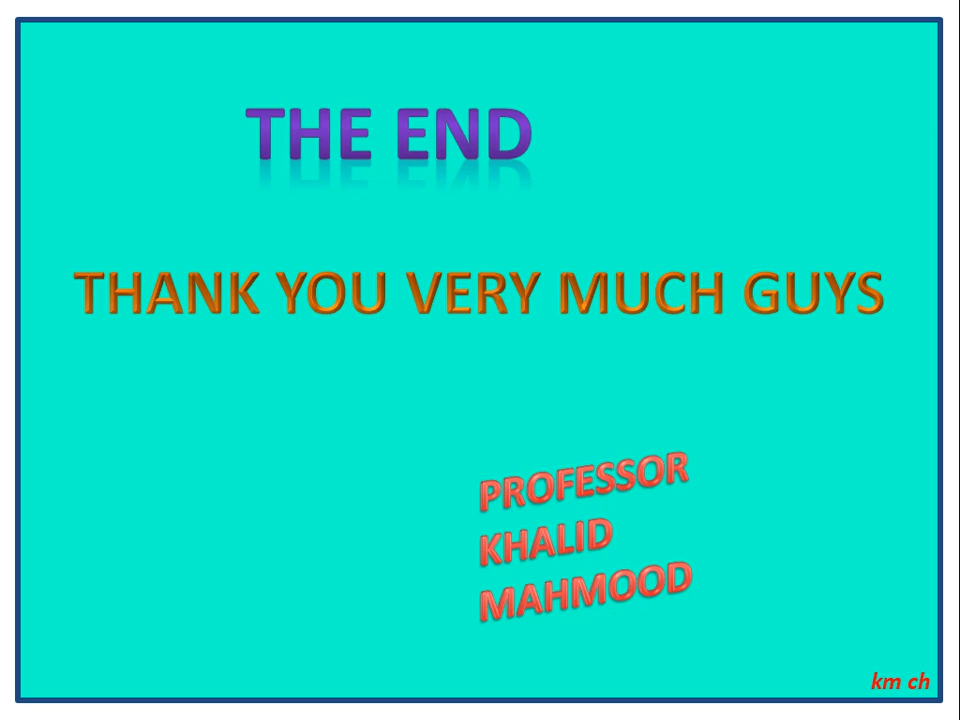 THE END
THANK YOU VERY MUCH GUYS
PROFESSOR
KHALID
MAHMOOD
km ch